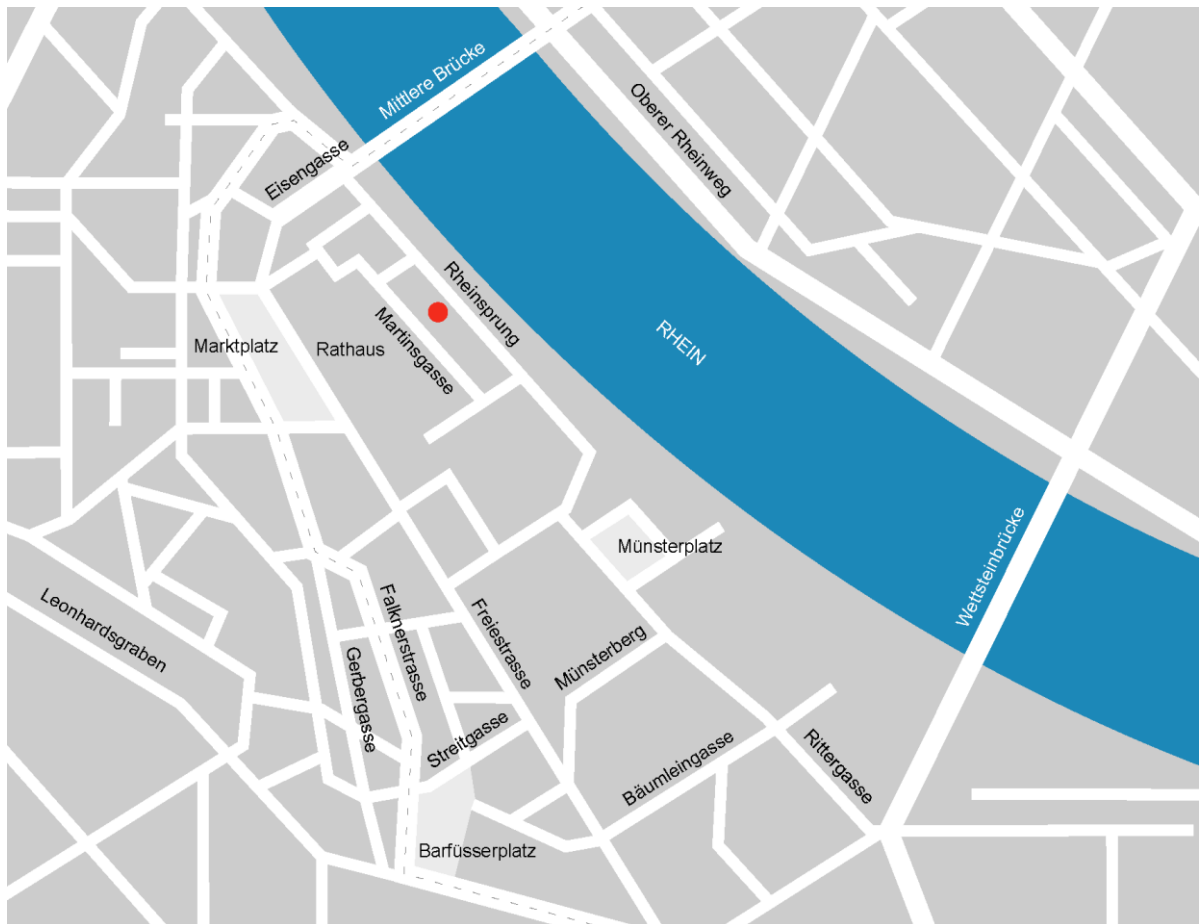 Mittlere Brücke
Oberer Rheinweg
Eisengasse
Rheinsprung
Marktplatz
Rathaus
Martinsgasse
RHEIN
Münsterplatz
Wettsteinbrücke
Leonhardsgraben
Falknerstrasse
Freiestrasse
Münsterberg
Gerbergasse
Streitgasse
Bäumleingasse
Rittergasse
Barfüsserplatz